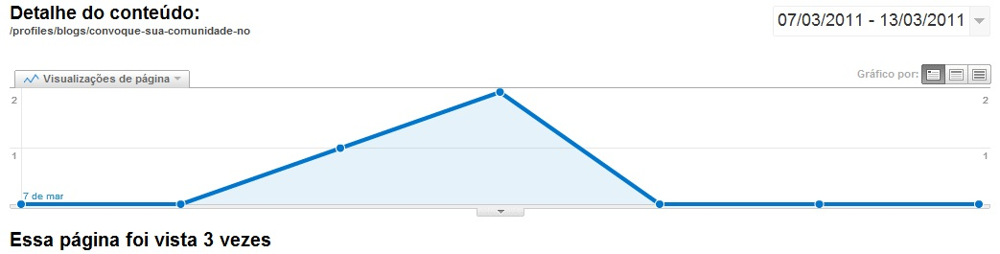 Detalhe do conteúdo:
/profiles/blogs/convoque-sua-comunidade-no
07/03/2011 - 13/03/2011
Visualizações de página
Gráfico por:
2
2
1
1
7 de mar
Essa página foi vista 3 vezes